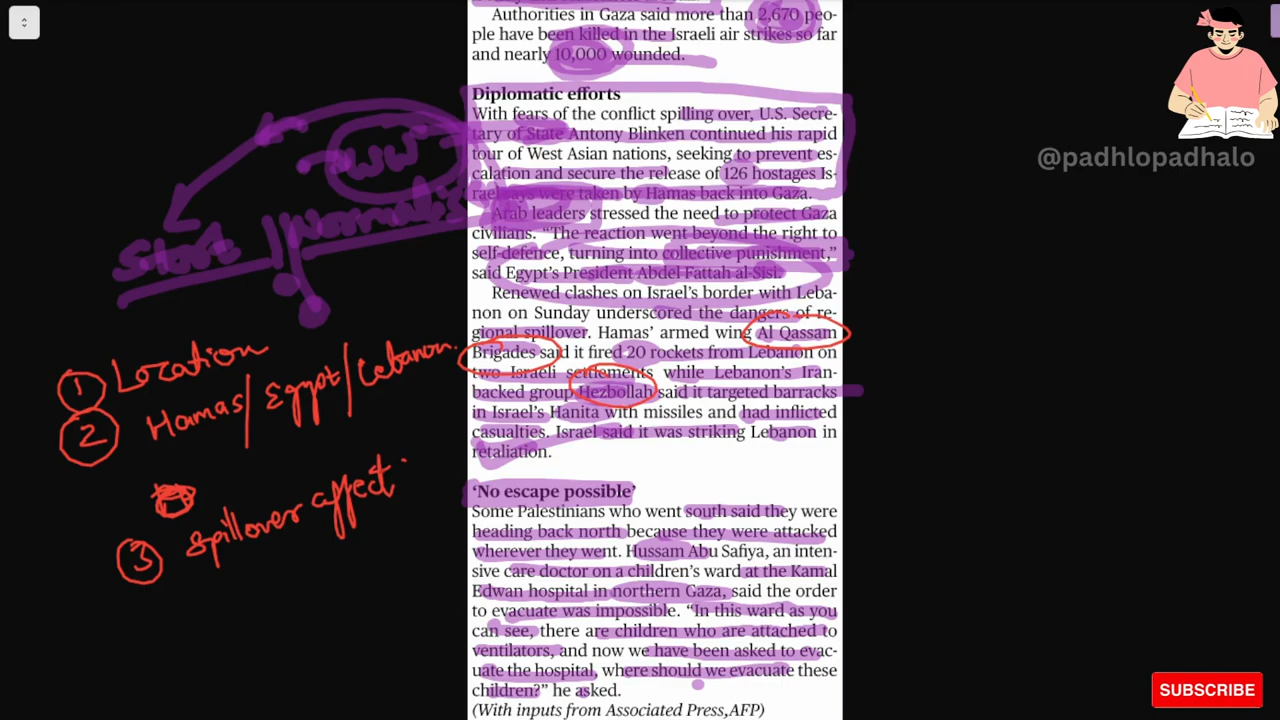 Authorities in Gaza said more than 2,670 peo-
ple have been killed in the Israeli air strikes so far
and nearly 10,000 wounded.
Diplomatic efforts
With fears of the conflict spilling over, U.S. Secre-
tary of State Antony Blinken continued his rapid
tour of West Asian nations, seeking to prevent es-
calation and secure the release of 126 hostages Is-
rael says were taken by Hamas back into Gaza.
Arab leaders stressed the need to protect Gaza
civilians. “The reaction went beyond the right to
self-defence, turning into collective punishment,”
said Egypt’s President Abdel Fattah al-Sisi.
Renewed clashes on Israel’s border with Leba-
non on Sunday underscored the dangers of re-
gional spillover. Hamas’ armed wing Al Qassam
Brigades said it fired 20 rockets from Lebanon on
two Israeli settlements while Lebanon’s Iran-
backed group Hezbollah said it targeted barracks
in Israel’s Hanita with missiles and had inflicted
casualties. Israel said it was striking Lebanon in
retaliation.
‘No escape possible’
Some Palestinians who went south said they were
heading back north because they were attacked
wherever they went. Hussam Abu Safiya, an inten-
sive care doctor on a children’s ward at the Kamal
Edwan hospital in northern Gaza, said the order
to evacuate was impossible. “In this ward as you
can see, there are children who are attached to
ventilators, and now we have been asked to evac-
uate the hospital, where should we evacuate these
children?” he asked.
(With inputs from Associated Press,AFP)
① Location
② Hamas/ Egypt/Lebanon.
③ Spillover affect.
@padhlopadhalo
SUBSCRIBE